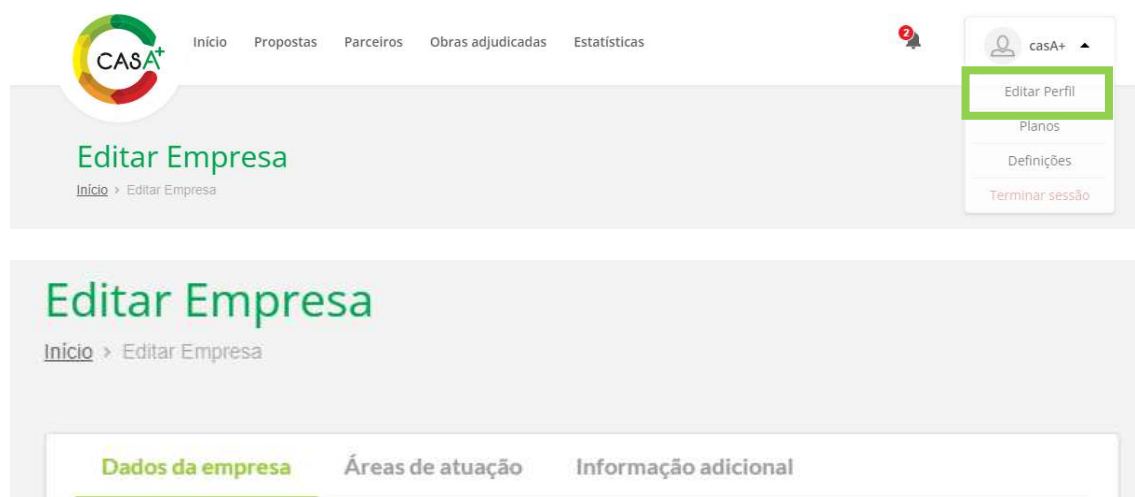 CASA+
Início Propostas Parceiros Obras adjudicadas Estatísticas
2
casA+
Editar Perfil
Planos
Definições
Terminar sessão
Editar Empresa
Início > Editar Empresa
Editar Empresa
Início > Editar Empresa
Dados da empresa Áreas de atuação Informação adicional